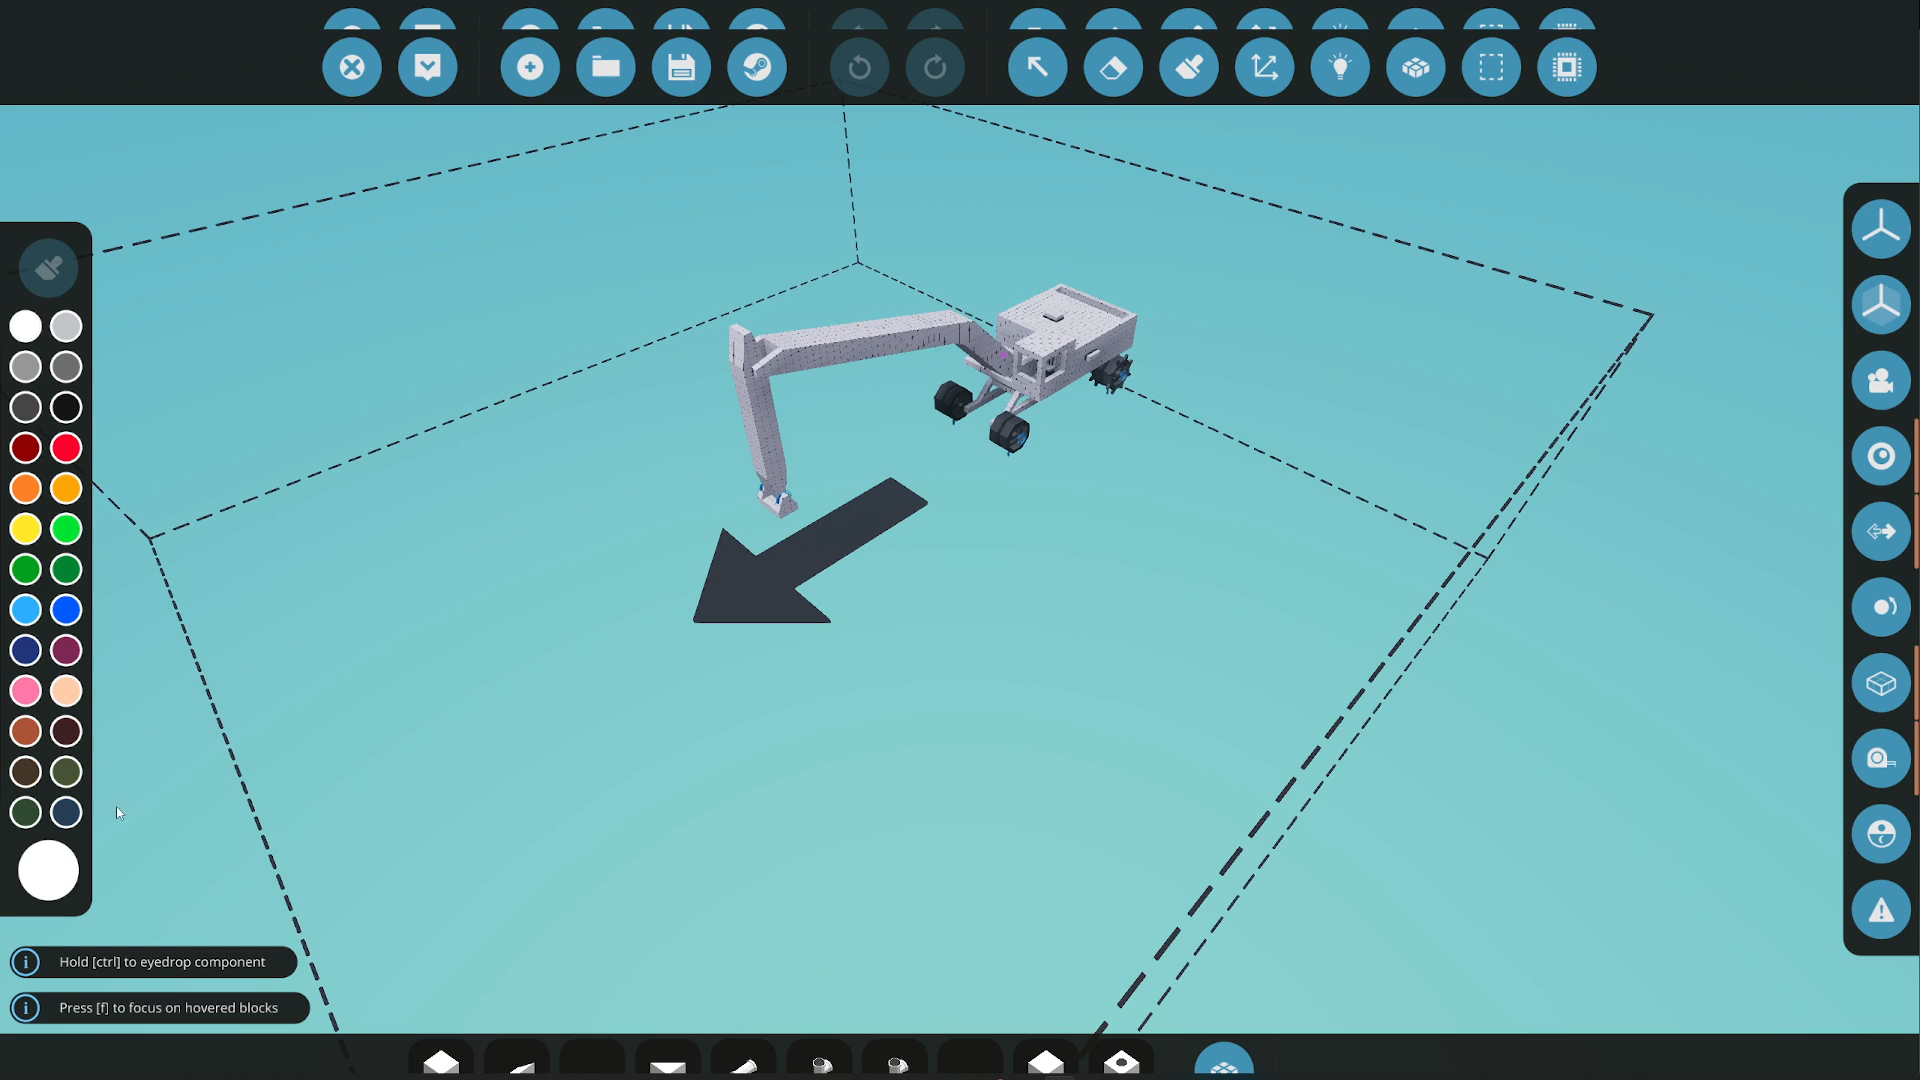 Hold [ctrl] to eyedrop component
Press [f] to focus on hovered blocks